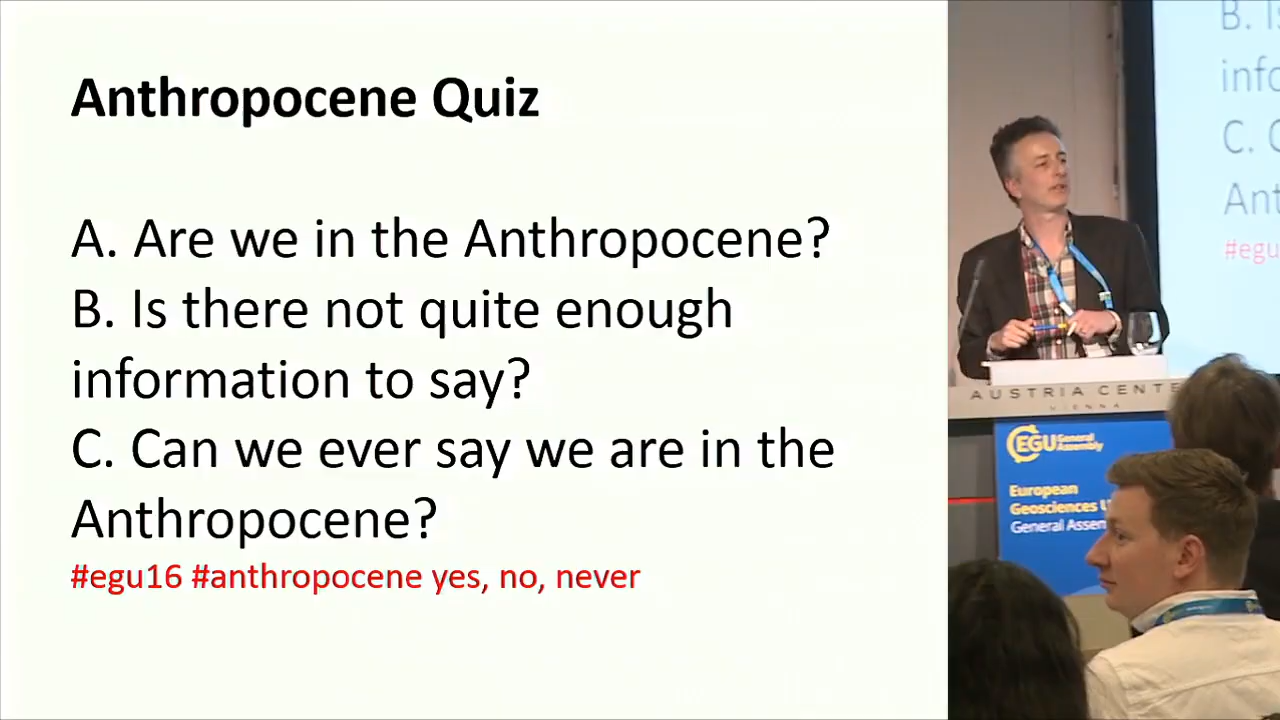 Anthropocene Quiz
A. Are we in the Anthropocene?
B. Is there not quite enough
information to say?
C. Can we ever say we are in the
Anthropocene?
#egu16 #anthropocene yes, no, never
B. I
info
C. C
Ant
#egu
AUSTRIA CENTE
VIENNA
EGU General
Assembly
European
Geosciences U
General Assem